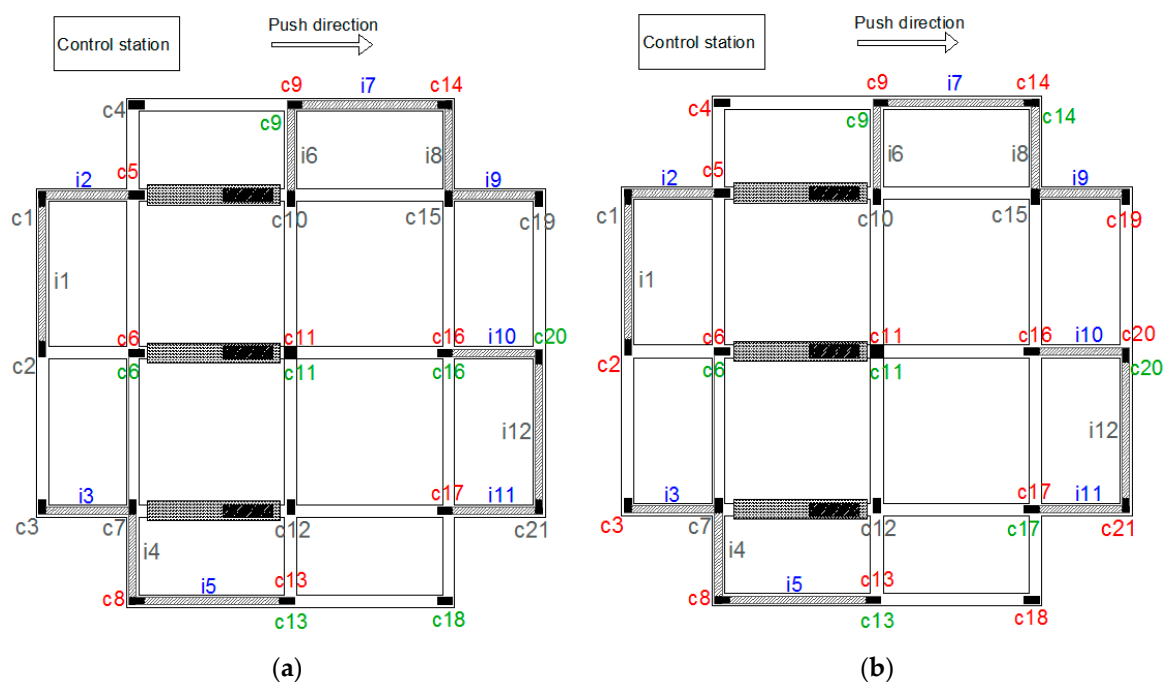 Control station
Push direction
c9
i7
c14
c4
c9
i6
i8
c5
i2
i9
c1
c10
c15
c19
i1
c6
c11
c16
i10
c20
c2
c6
c11
c16
i12
i3
c17
i11
c3
c7
c12
c21
i4
c8
i5
c13
c13
c18
(a)
Control station
Push direction
c9
i7
c14
c4
c9
c14
i6
i8
c5
i2
i9
c1
c10
c15
c19
i1
c6
c11
c16
i10
c20
c2
c6
c11
c20
i12
i3
c17
i11
c3
c7
c12
c17
c21
i4
c8
i5
c13
c13
c18
(b)